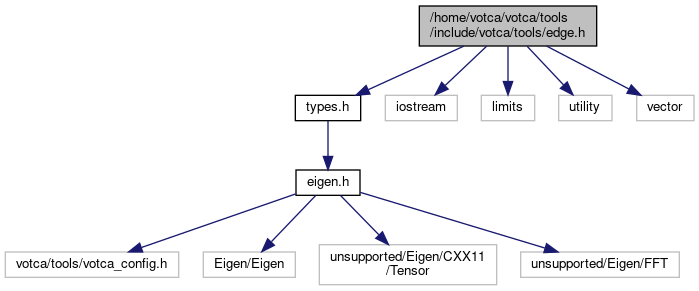 /home/votca/votca/tools
/include/votca/tools/edge.h
types.h
iostream
limits
utility
vector
eigen.h
votca/tools/votca_config.h
Eigen/Eigen
unsupported/Eigen/CXX11
/Tensor
unsupported/Eigen/FFT